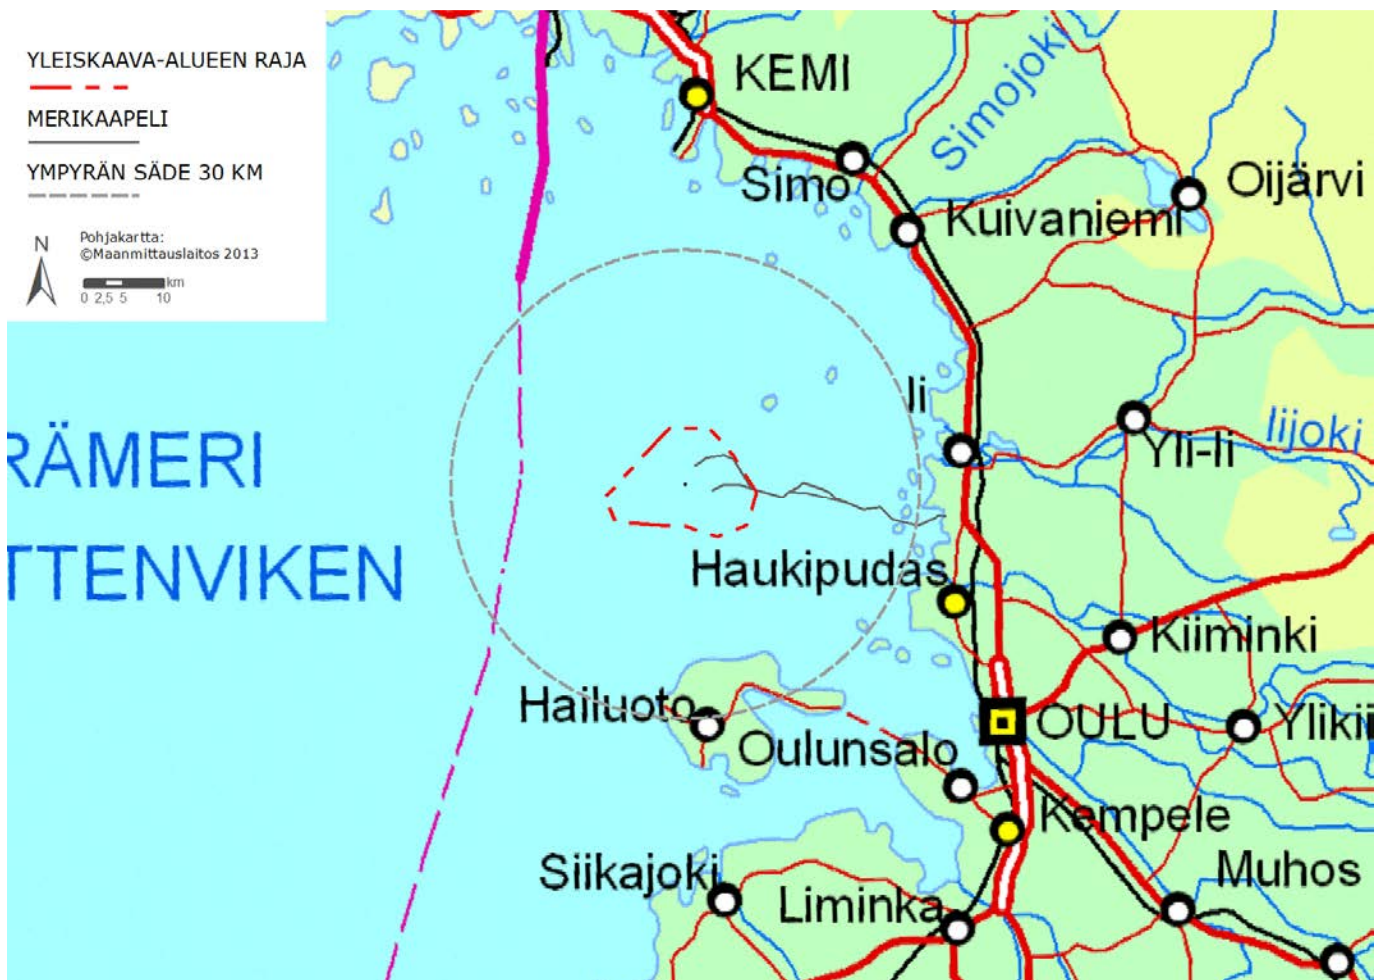 YLEISKAAVA-ALUEEN RAJA
MERIKAAPELI
YMPYRÄN SÄDE 30 KM
N
Pohjakartta:
©Maanmittauslaitos 2013
km
0 2,5 5 10
KEMI
Simojoki
Simo
Oijärvi
Kuivaniemi
Ii
Yli-Ii
Iijoki
RÄMERI
TTENVIKEN
Haukipudas
Kiiminki
Hailuoto
OULU
Ylikii
Oulunsalo
Kempele
Siikajoki
Muhos
Liminka